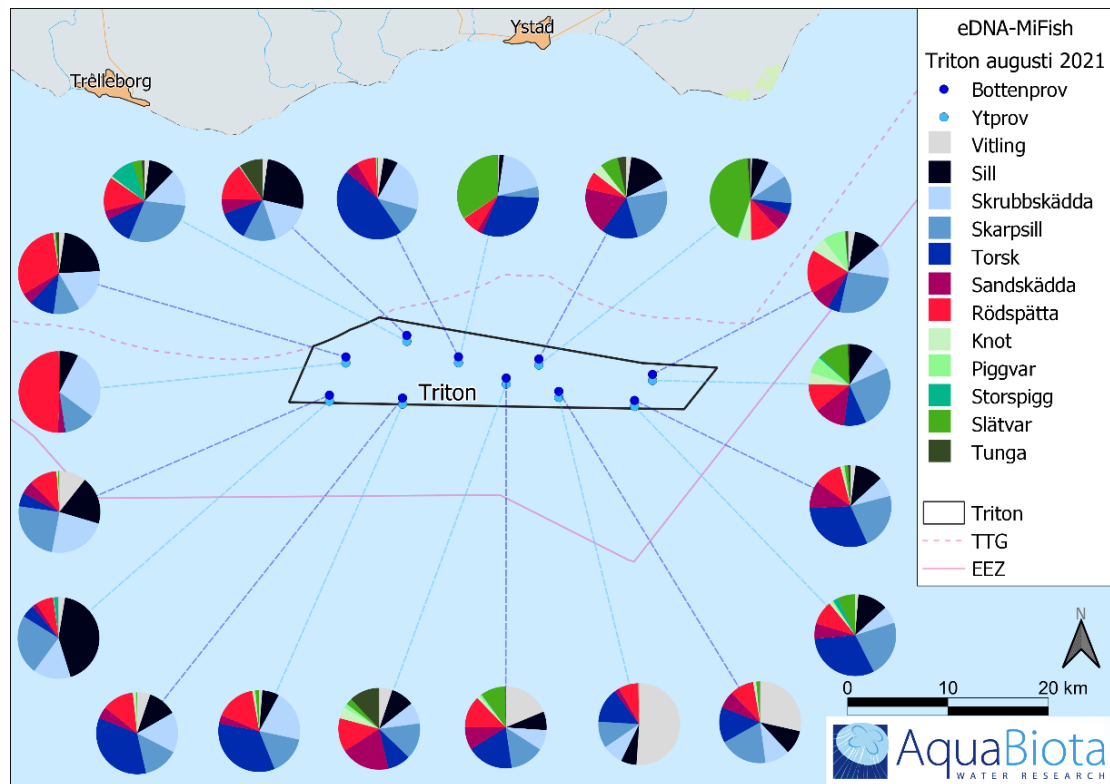 Ystad
Trelleborg
Triton
eDNA-MiFish
Triton augusti 2021
Bottenprov
Ytprov
Vitling
Sill
Skrubbskädda
Skarpsill
Torsk
Sandskädda
Rödspätta
Knot
Piggvar
Storspigg
Slätvar
Tunga
Triton
TTG
EEZ
N
0 10 20 km
AquaBiota
WATER RESEARCH